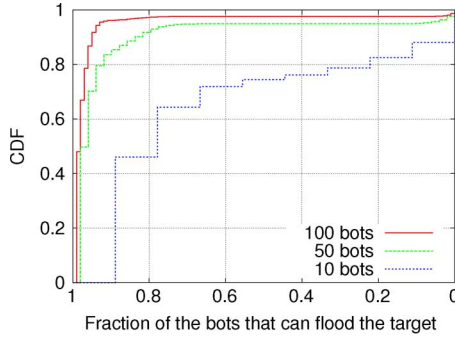 1
0.8
0.6
0.4
0.2
0
CDF
100 bots
50 bots
10 bots
1 0.8 0.6 0.4 0.2 0
Fraction of the bots that can flood the target